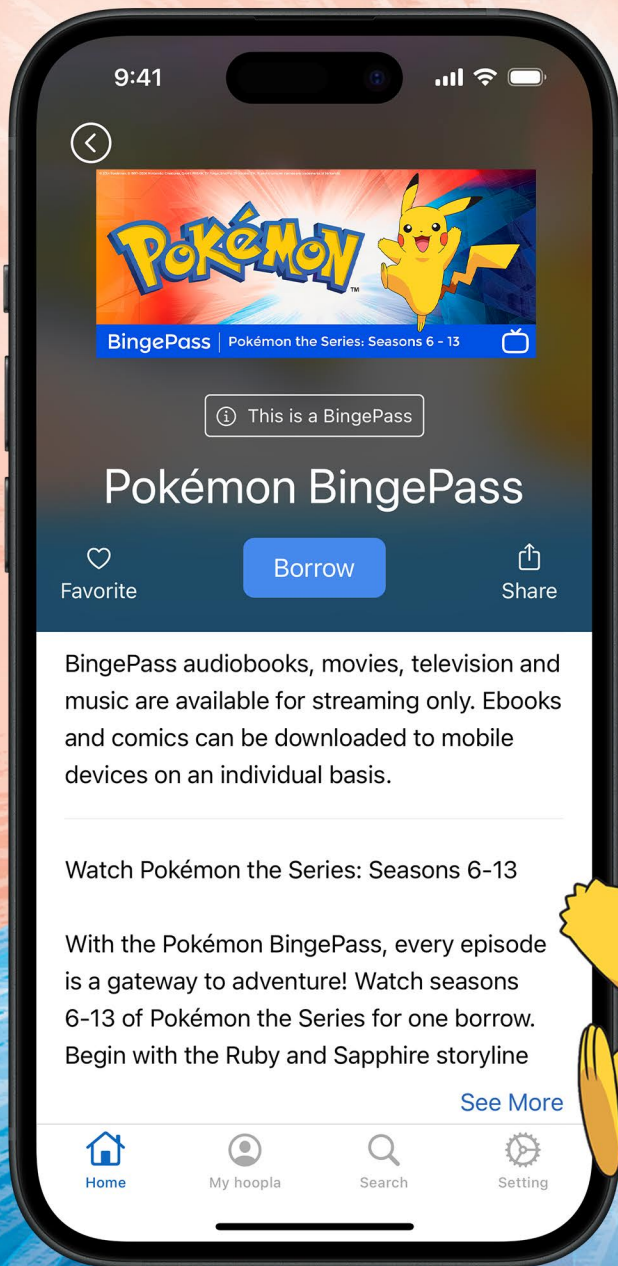 9:41
POKÉMON
TM
BingePass | Pokémon the Series: Seasons 6 - 13
This is a BingePass
Pokémon BingePass
Favorite
Borrow
Share
BingePass audiobooks, movies, television and
music are available for streaming only. Ebooks
and comics can be downloaded to mobile
devices on an individual basis.
Watch Pokémon the Series: Seasons 6-13
With the Pokémon BingePass, every episode
is a gateway to adventure! Watch seasons
6-13 of Pokémon the Series for one borrow.
Begin with the Ruby and Sapphire storyline
See More
Home
My hoopla
Search
Setting